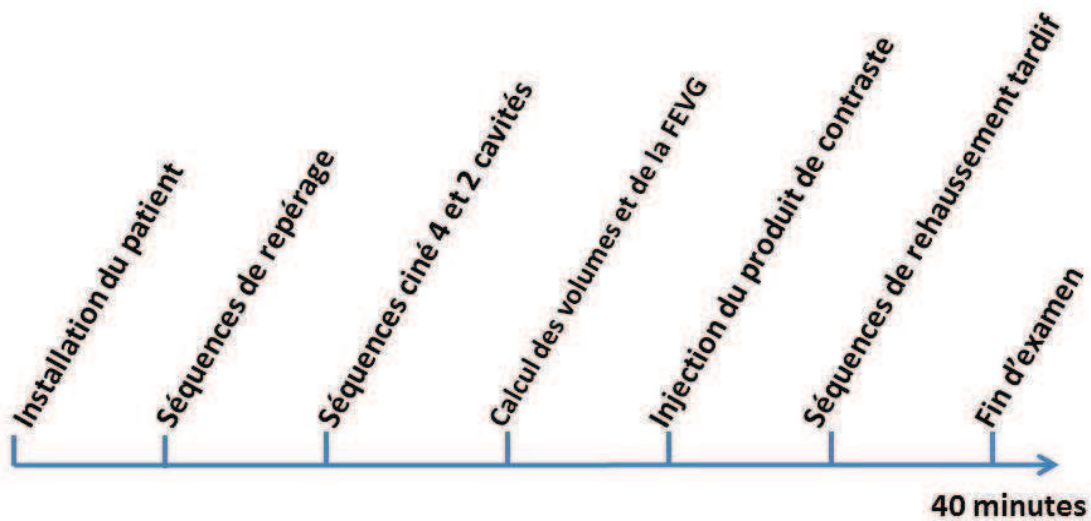 Installation du patient
Séquences de repérage
Séquences ciné 4 et 2 cavités
Calcul des volumes et de la FEVG
Injection du produit de contraste
Séquences de rehaussement tardif
Fin d'examen
40 minutes